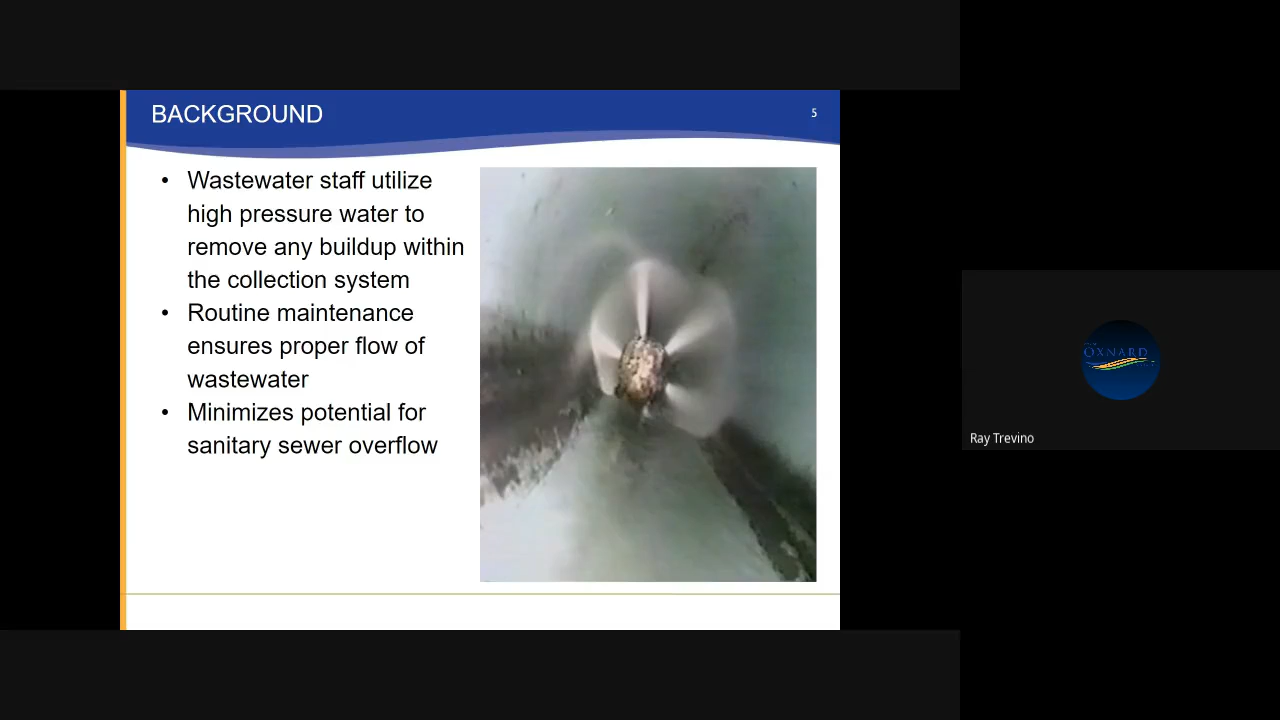 BACKGROUND
5
• Wastewater staff utilize
high pressure water to
remove any buildup within
the collection system
• Routine maintenance
ensures proper flow of
wastewater
• Minimizes potential for
sanitary sewer overflow
OXNARD
Ray Trevino